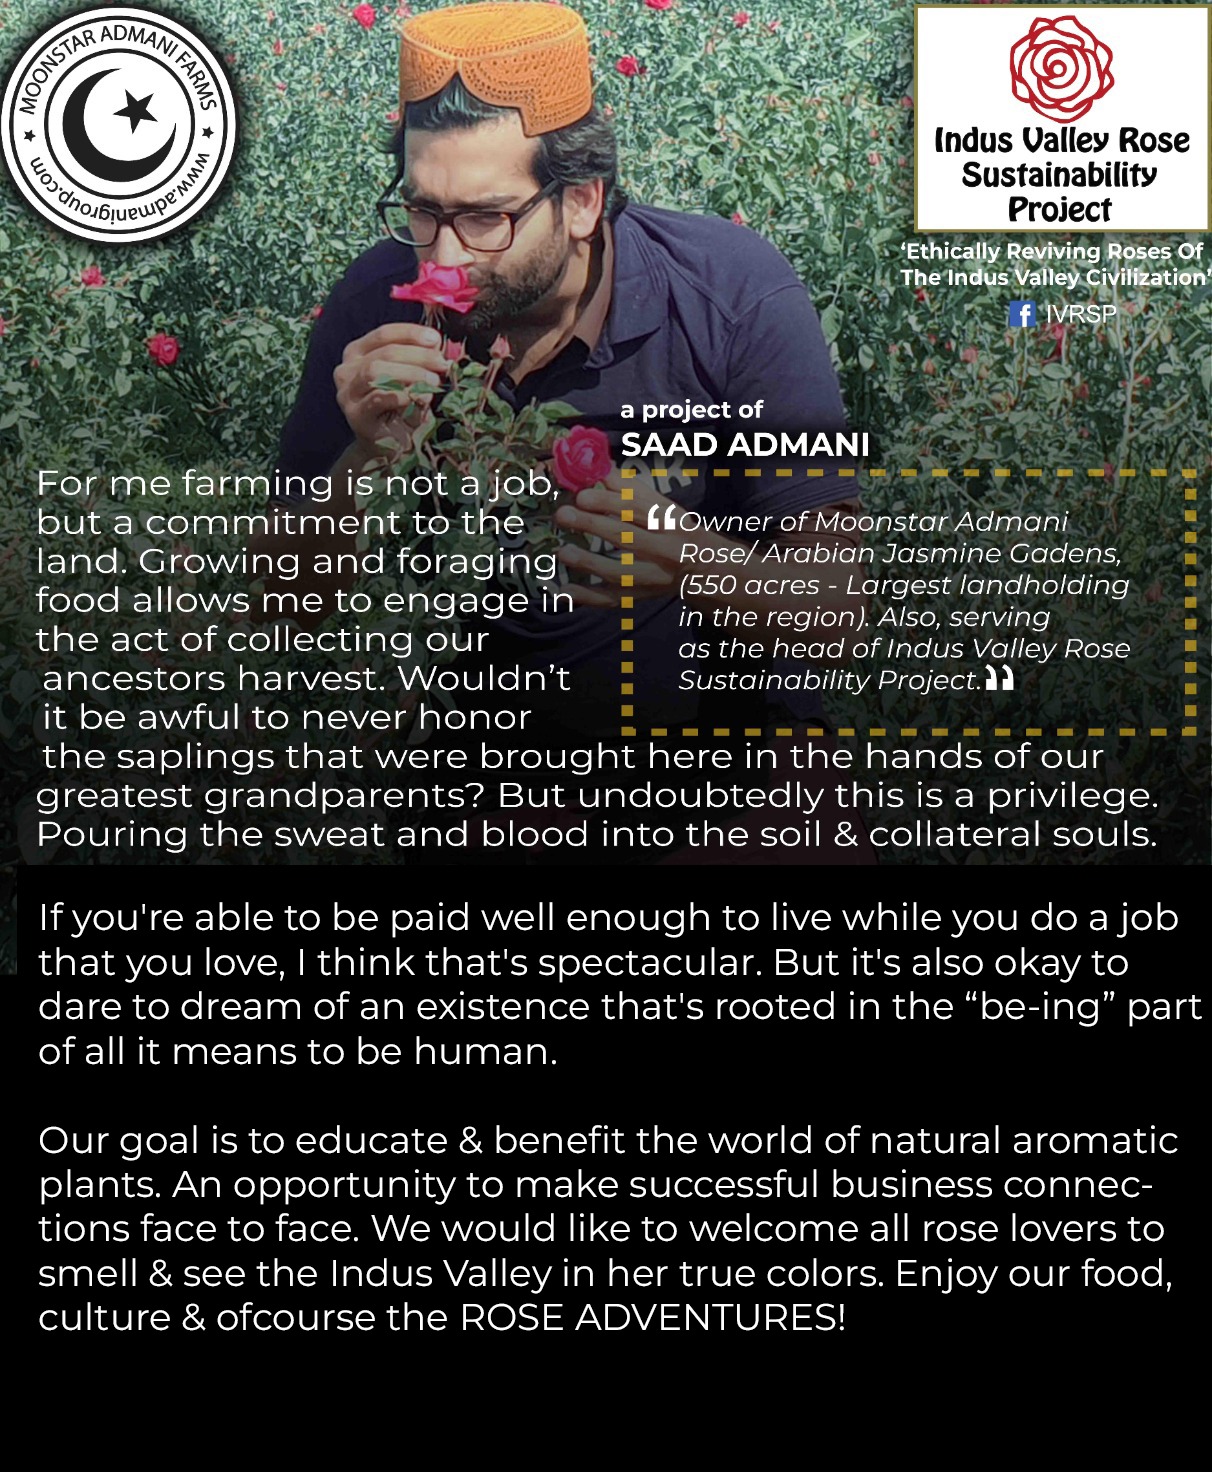 MOONSTAR ADMANI FARMS
www.admanigroup.com
Indus Valley Rose
Sustainability
Project
‘Ethically Reviving Roses Of
The Indus Valley Civilization’
f IVRSP
a project of
SAAD ADMANI
“Owner of Moonstar Admani
Rose/ Arabian Jasmine Gadens,
(550 acres - Largest landholding
in the region). Also, serving
as the head of Indus Valley Rose
Sustainability Project.”
For me farming is not a job,
but a commitment to the
land. Growing and foraging
food allows me to engage in
the act of collecting our
ancestors harvest. Wouldn’t
it be awful to never honor
the saplings that were brought here in the hands of our
greatest grandparents? But undoubtedly this is a privilege.
Pouring the sweat and blood into the soil & collateral souls.
If you're able to be paid well enough to live while you do a job
that you love, I think that's spectacular. But it's also okay to
dare to dream of an existence that's rooted in the “be-ing” part
of all it means to be human.
Our goal is to educate & benefit the world of natural aromatic
plants. An opportunity to make successful business connec-
tions face to face. We would like to welcome all rose lovers to
smell & see the Indus Valley in her true colors. Enjoy our food,
culture & ofcourse the ROSE ADVENTURES!